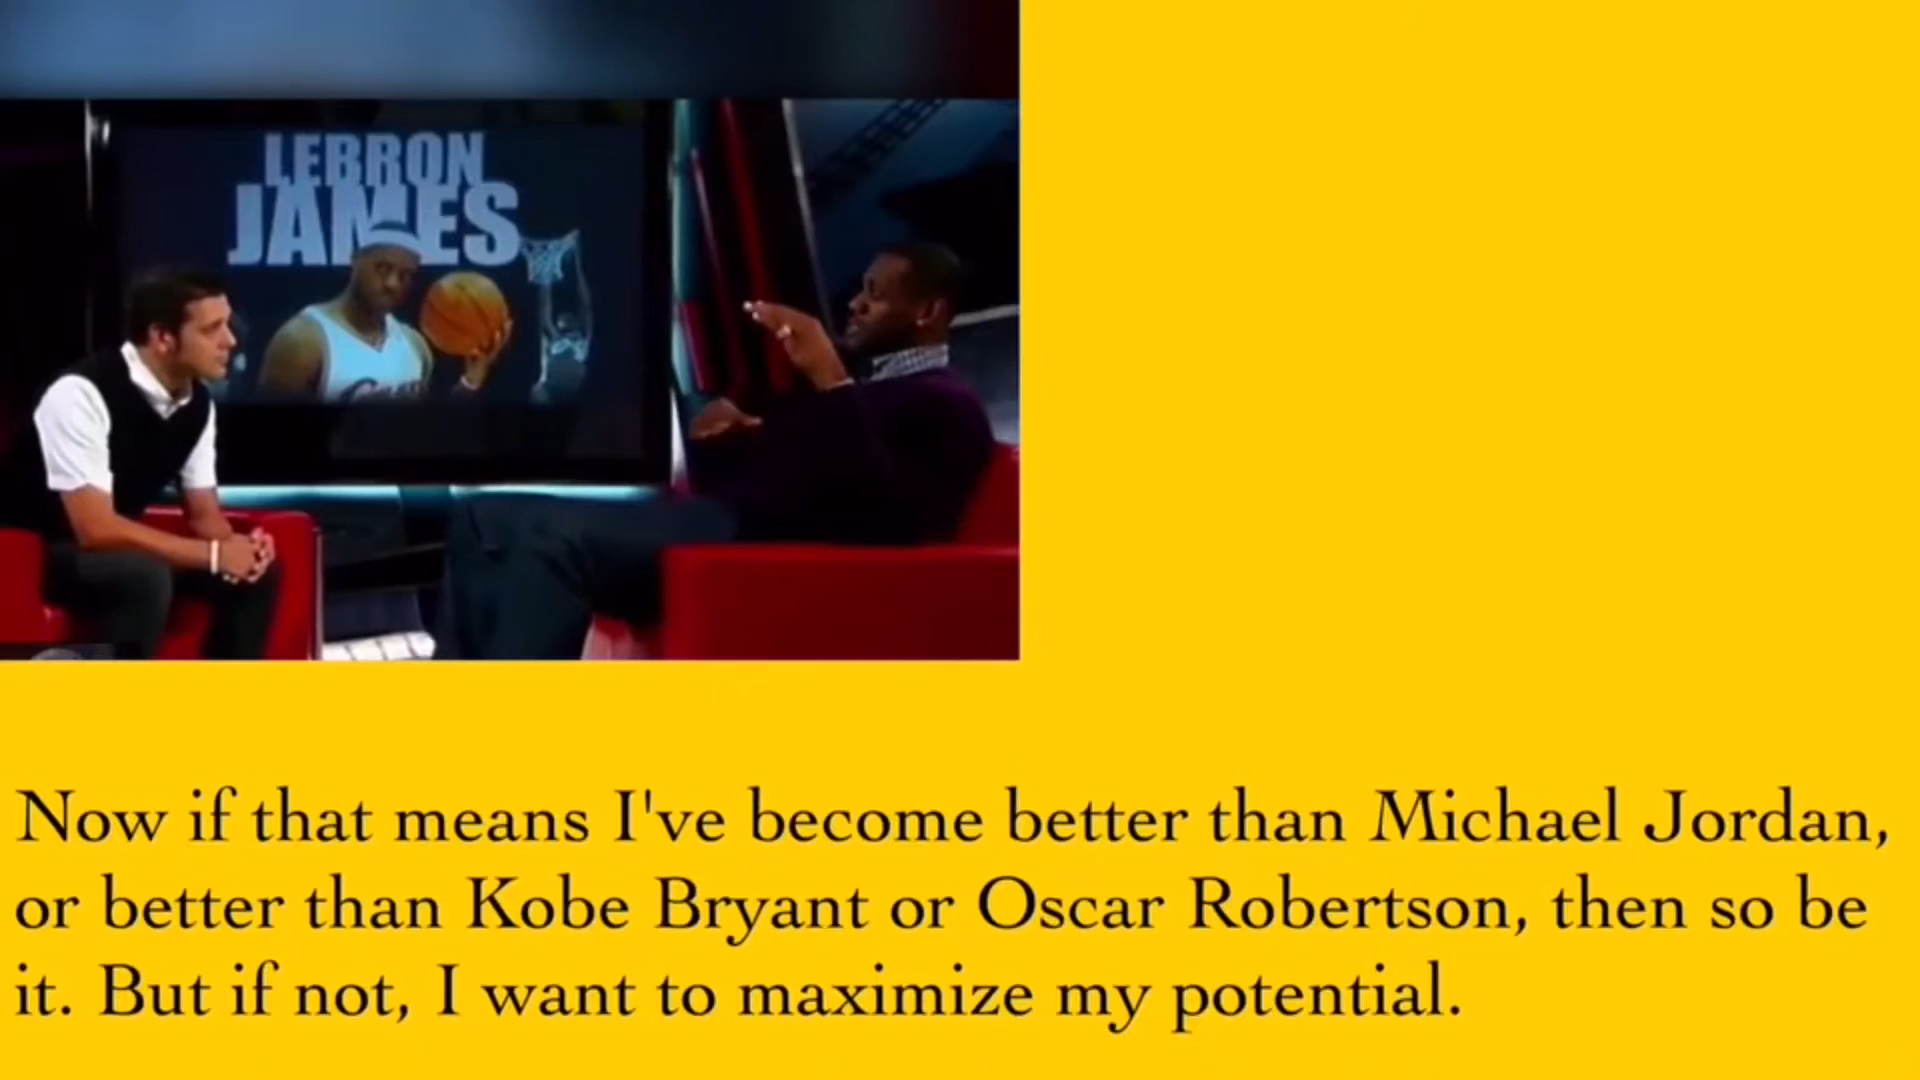 LEBRON
JAMES
Now if that means I've become better than Michael Jordan,
or better than Kobe Bryant or Oscar Robertson, then so be
it. But if not, I want to maximize my potential.